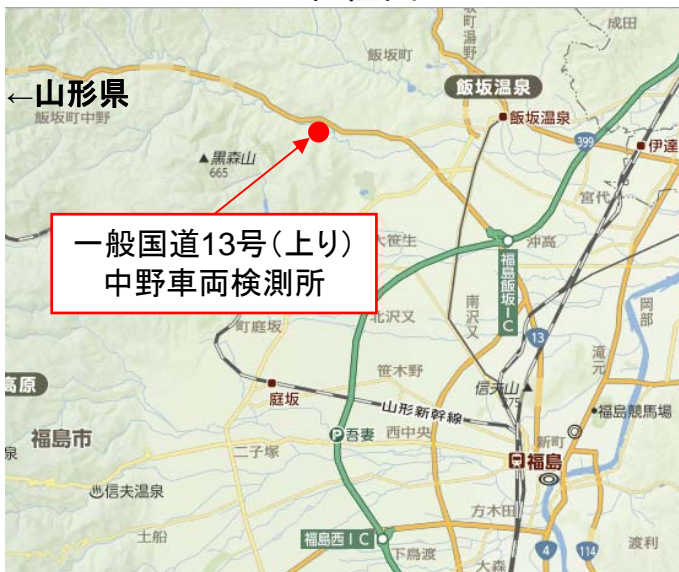 成田
町湯野
飯坂町
飯坂温泉
←山形県
飯坂町中野
飯坂温泉
399
伊達
▲黒森山
665
宮代
一般国道13号(上り)
中野車両検測所
大笹生
沖高
福島飯坂IC
岡部
北沢又
南沢又
町庭坂
13
滝元
笹木野
信夫山
275
高原
庭坂
山形新幹線
福島競馬場
福島市
P吾妻
西中央
新町
泉
二子塚
福島
信夫温泉
方木田
土船
福島西IC
4
114
渡利
下鳥渡
大森